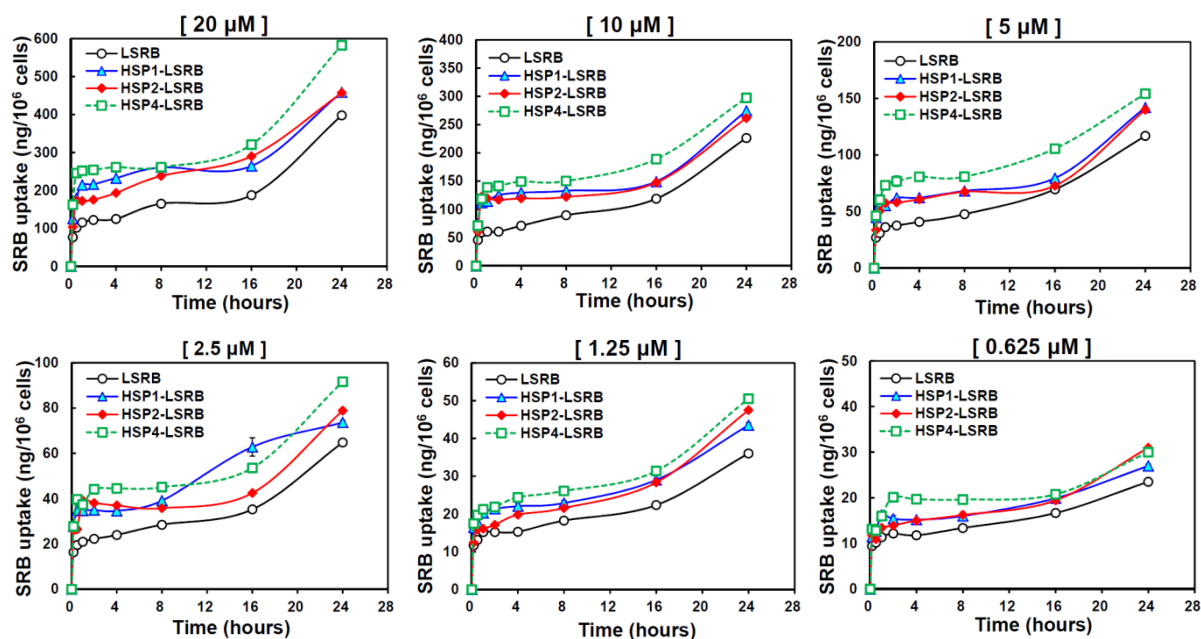 [ 20 µM ]
SRB uptake (ng/10⁶ cells)
600
500
400
300
200
100
0
LSRB
HSP1-LSRB
HSP2-LSRB
HSP4-LSRB
0 4 8 12 16 20 24 28
Time (hours)
[ 10 µM ]
SRB uptake (ng/10⁶ cells)
400
350
300
250
200
150
100
50
0
LSRB
HSP1-LSRB
HSP2-LSRB
HSP4-LSRB
0 4 8 12 16 20 24 28
Time (hours)
[ 5 µM ]
SRB uptake (ng/10⁶ cells)
200
150
100
50
0
LSRB
HSP1-LSRB
HSP2-LSRB
HSP4-LSRB
0 4 8 12 16 20 24 28
Time (hours)
[ 2.5 µM ]
SRB uptake (ng/10⁶ cells)
100
80
60
40
20
0
LSRB
HSP1-LSRB
HSP2-LSRB
HSP4-LSRB
0 4 8 12 16 20 24 28
Time (hours)
[ 1.25 µM ]
SRB uptake (ng/10⁶ cells)
60
50
40
30
20
10
0
LSRB
HSP1-LSRB
HSP2-LSRB
HSP4-LSRB
0 4 8 12 16 20 24 28
Time (hours)
[ 0.625 µM ]
SRB uptake (ng/10⁶ cells)
50
40
30
20
10
0
LSRB
HSP1-LSRB
HSP2-LSRB
HSP4-LSRB
0 4 8 12 16 20 24 28
Time (hours)